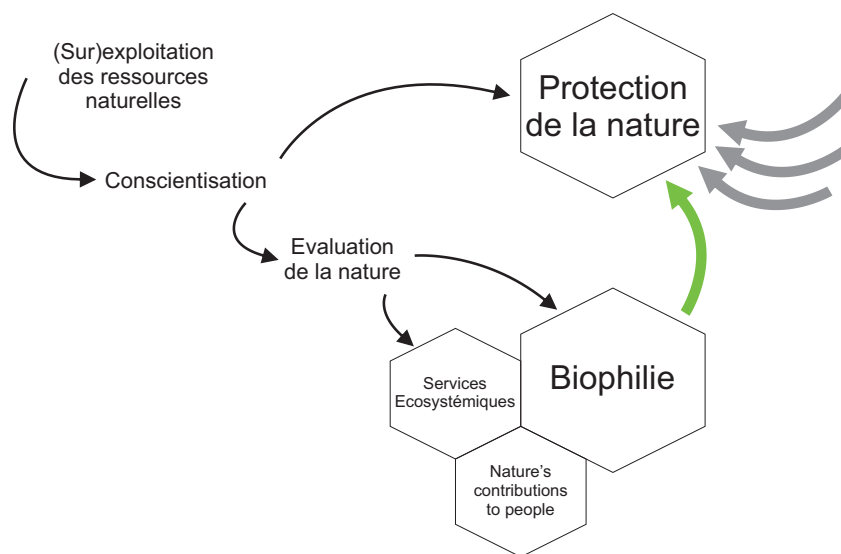 (Sur)exploitation
des ressources
naturelles
Protection
de la nature
Conscientisation
Evaluation
de la nature
Services
Ecosystémiques
Biophilie
Nature's
contributions
to people